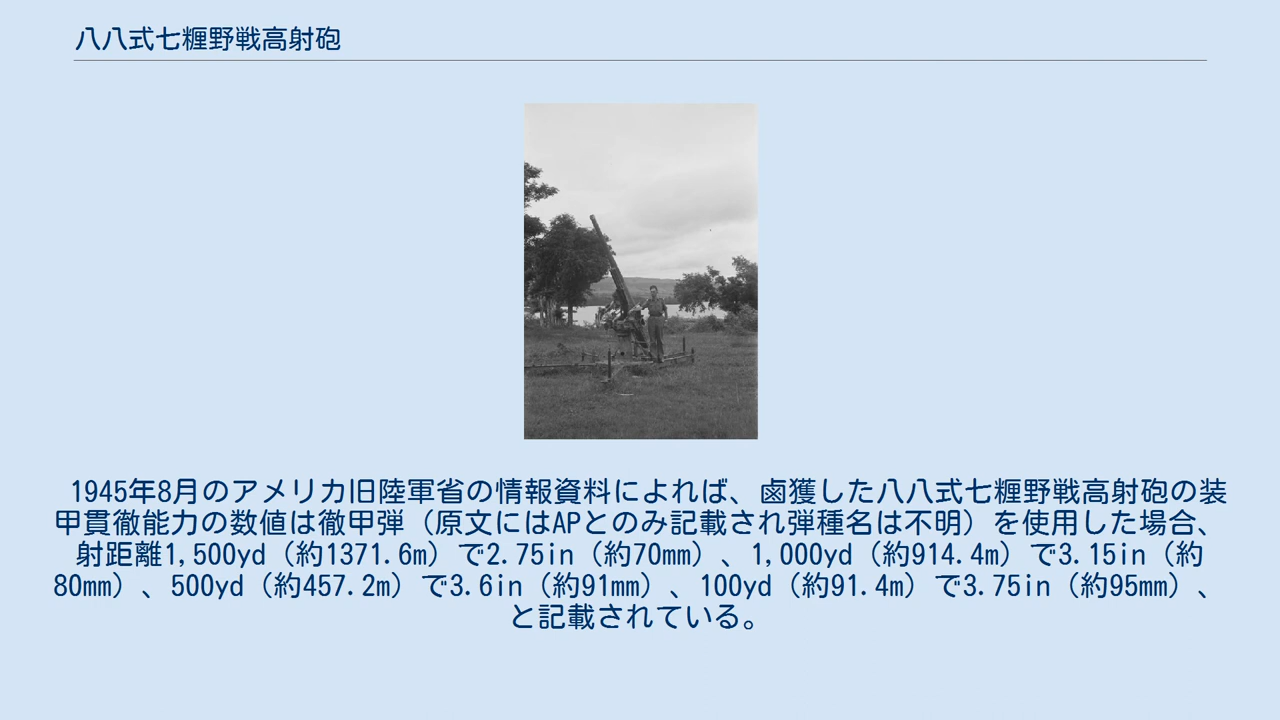 八八式七糎野戦高射砲
1945年8月のアメリカ旧陸軍省の情報資料によれば、鹵獲した八八式七糎野戦高射砲の装
甲貫徹能力の数値は徹甲弾（原文にはAPとのみ記載され弾種名は不明）を使用した場合、
射距離1,500yd（約1371.6m）で2.75in（約70mm）、1,000yd（約914.4m）で3.15in（約
80mm）、500yd（約457.2m）で3.6in（約91mm）、100yd（約91.4m）で3.75in（約95mm）、
と記載されている。